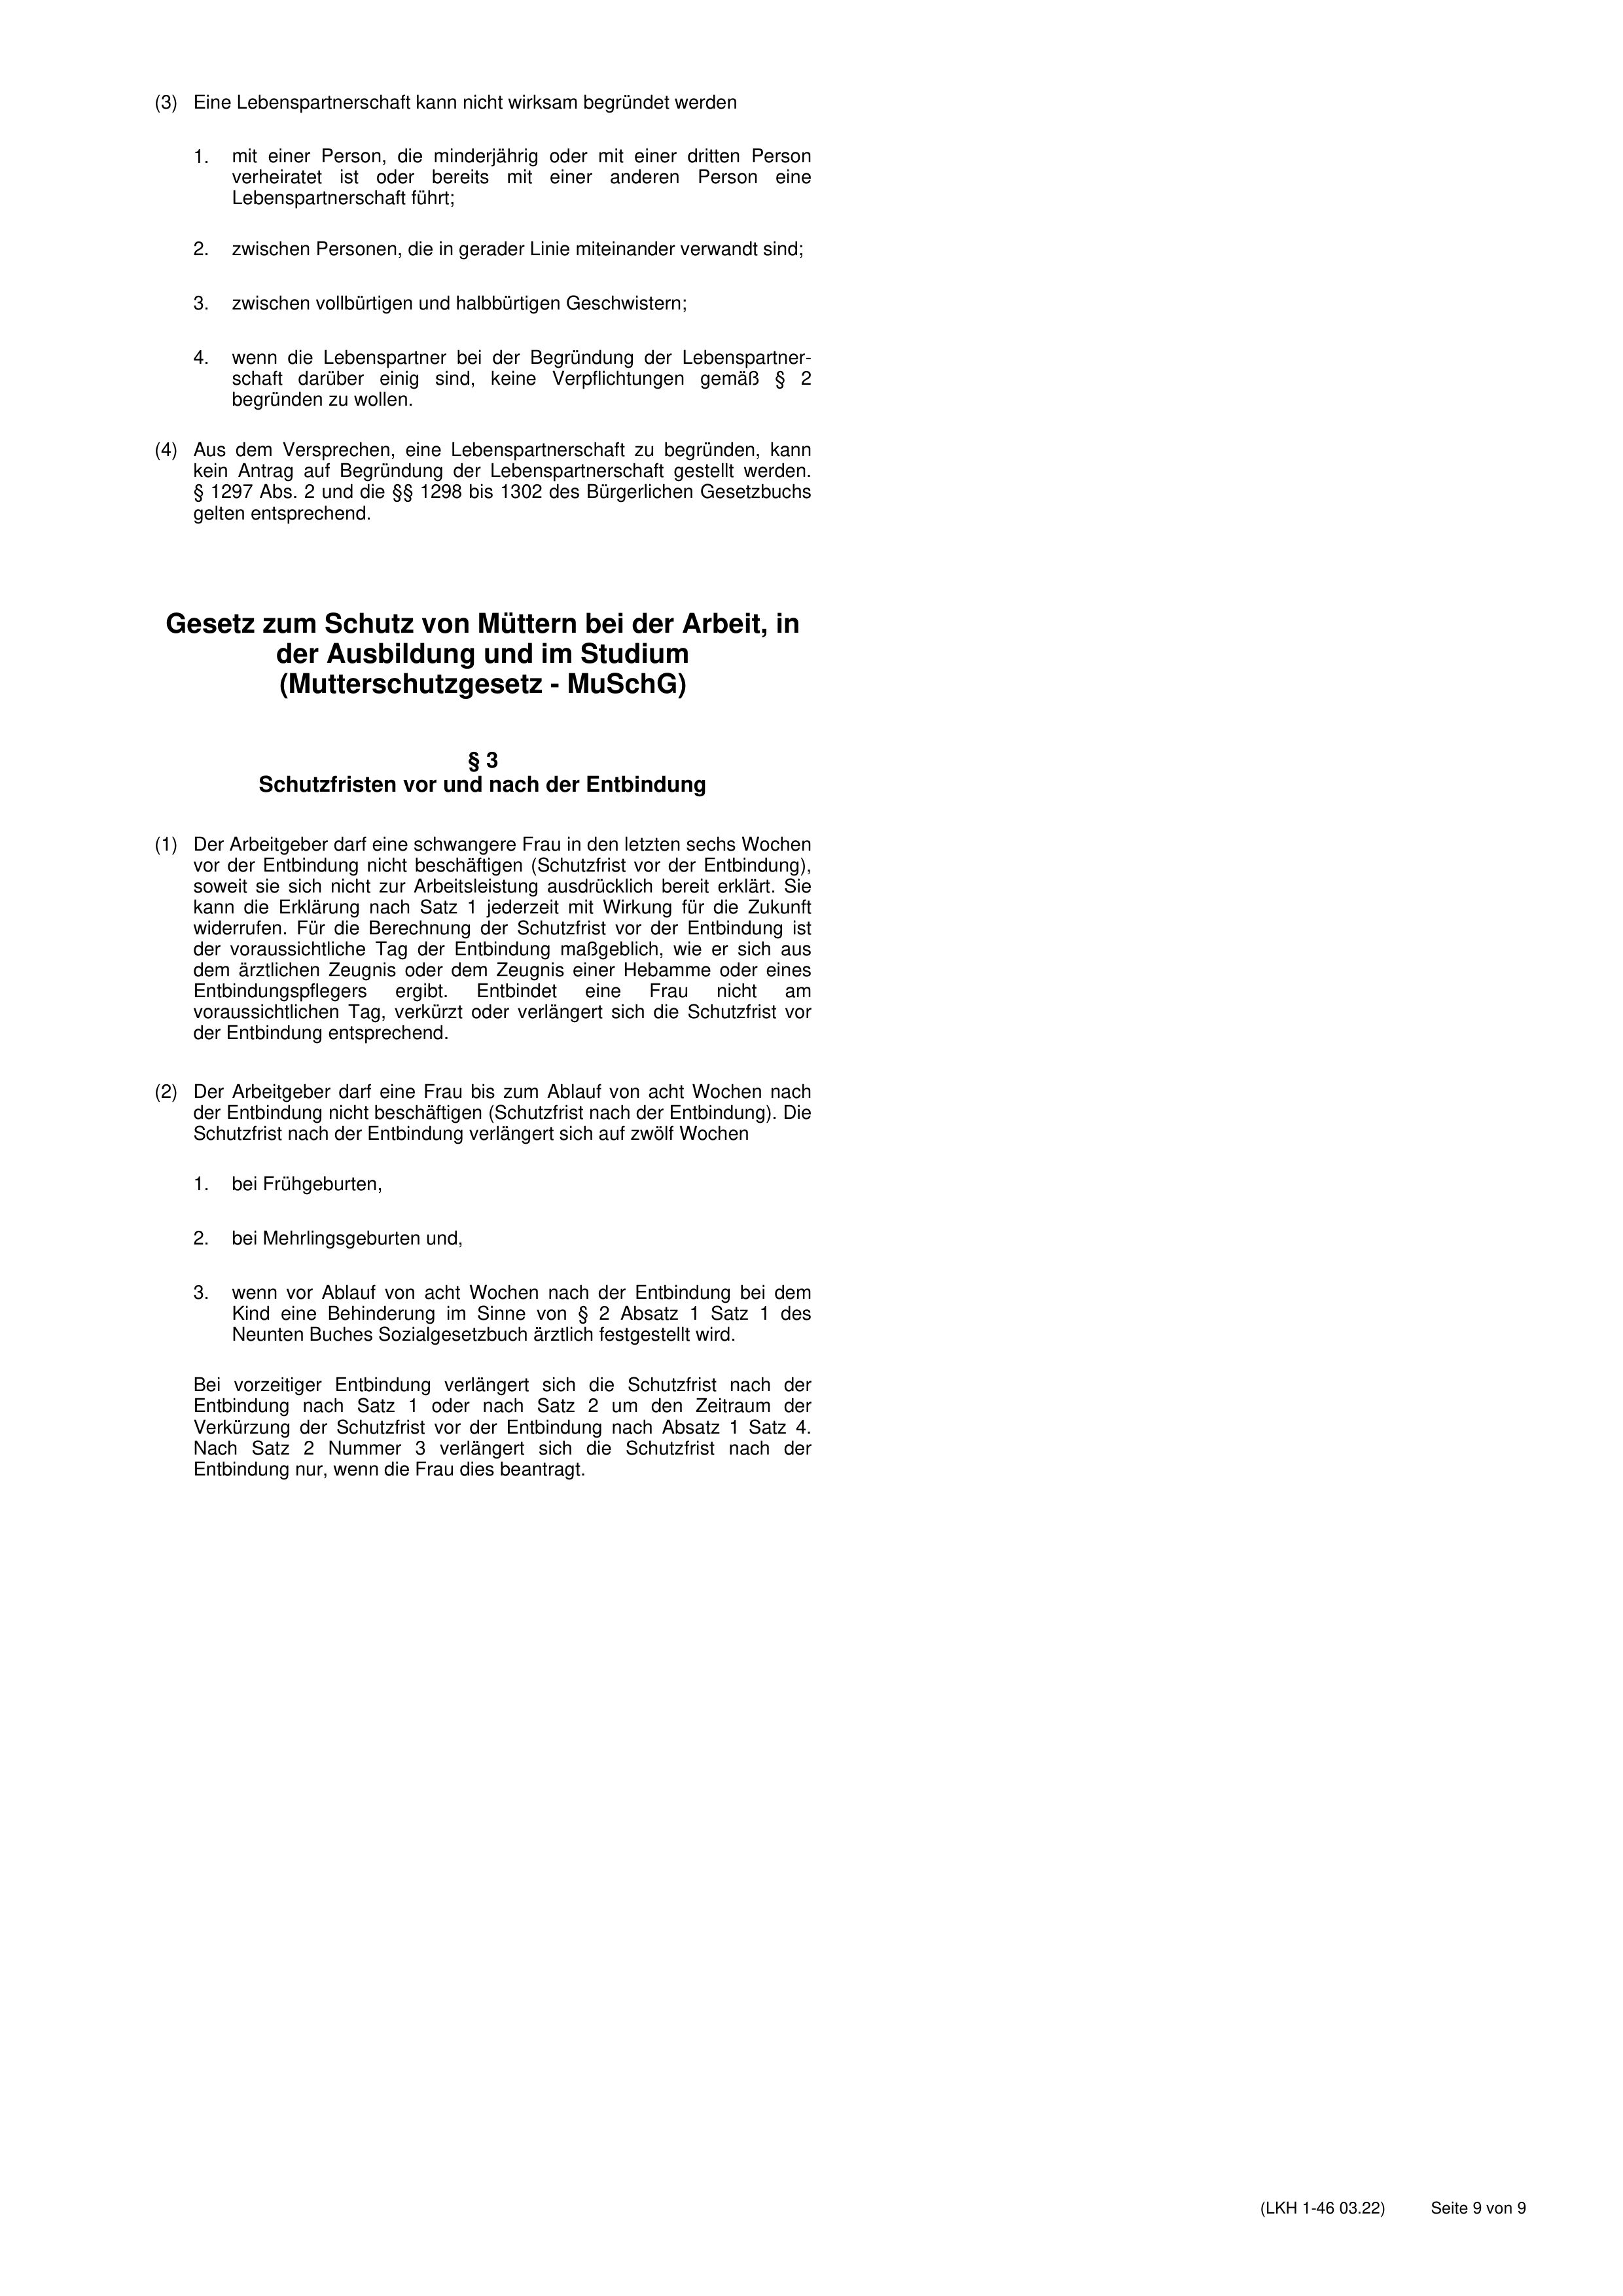 (3) Eine Lebenspartnerschaft kann nicht wirksam begründet werden
1. mit einer Person, die minderjährig oder mit einer dritten Person
verheiratet ist oder bereits mit einer anderen Person eine
Lebenspartnerschaft führt;
2. zwischen Personen, die in gerader Linie miteinander verwandt sind;
3. zwischen vollbürtigen und halbbürtigen Geschwistern;
4. wenn die Lebenspartner bei der Begründung der Lebenspartner-
schaft darüber einig sind, keine Verpflichtungen gemäß § 2
begründen zu wollen.
(4) Aus dem Versprechen, eine Lebenspartnerschaft zu begründen, kann
kein Antrag auf Begründung der Lebenspartnerschaft gestellt werden.
§ 1297 Abs. 2 und die §§ 1298 bis 1302 des Bürgerlichen Gesetzbuchs
gelten entsprechend.
Gesetz zum Schutz von Müttern bei der Arbeit, in
der Ausbildung und im Studium
(Mutterschutzgesetz - MuSchG)
§ 3
Schutzfristen vor und nach der Entbindung
(1) Der Arbeitgeber darf eine schwangere Frau in den letzten sechs Wochen
vor der Entbindung nicht beschäftigen (Schutzfrist vor der Entbindung),
soweit sie sich nicht zur Arbeitsleistung ausdrücklich bereit erklärt. Sie
kann die Erklärung nach Satz 1 jederzeit mit Wirkung für die Zukunft
widerrufen. Für die Berechnung der Schutzfrist vor der Entbindung ist
der voraussichtliche Tag der Entbindung maßgeblich, wie er sich aus
dem ärztlichen Zeugnis oder dem Zeugnis einer Hebamme oder eines
Entbindungspflegers ergibt. Entbindet eine Frau nicht am
voraussichtlichen Tag, verkürzt oder verlängert sich die Schutzfrist vor
der Entbindung entsprechend.
(2) Der Arbeitgeber darf eine Frau bis zum Ablauf von acht Wochen nach
der Entbindung nicht beschäftigen (Schutzfrist nach der Entbindung). Die
Schutzfrist nach der Entbindung verlängert sich auf zwölf Wochen
1. bei Frühgeburten,
2. bei Mehrlingsgeburten und,
3. wenn vor Ablauf von acht Wochen nach der Entbindung bei dem
Kind eine Behinderung im Sinne von § 2 Absatz 1 Satz 1 des
Neunten Buches Sozialgesetzbuch ärztlich festgestellt wird.
Bei vorzeitiger Entbindung verlängert sich die Schutzfrist nach der
Entbindung nach Satz 1 oder nach Satz 2 um den Zeitraum der
Verkürzung der Schutzfrist vor der Entbindung nach Absatz 1 Satz 4.
Nach Satz 2 Nummer 3 verlängert sich die Schutzfrist nach der
Entbindung nur, wenn die Frau dies beantragt.
(LKH 1-46 03.22) Seite 9 von 9